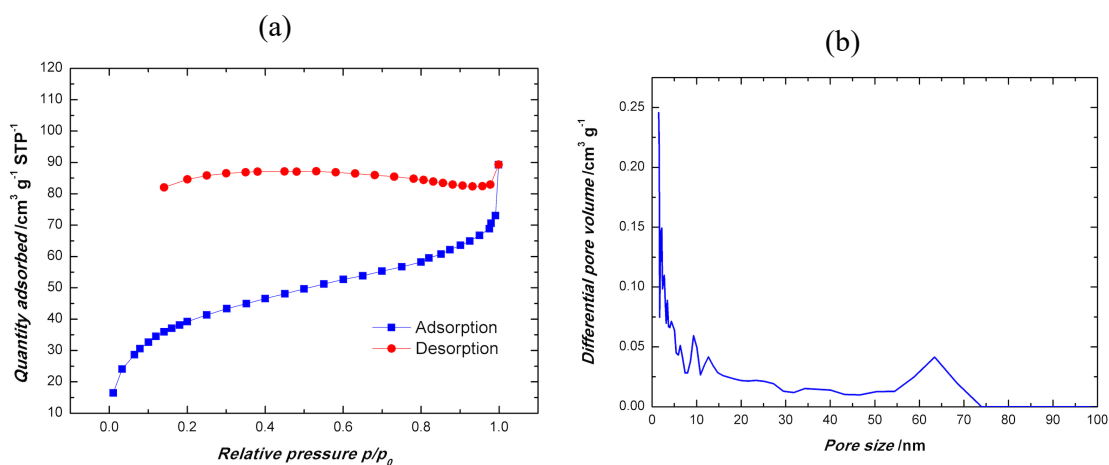 (a)
120
110
100
90
80
70
60
50
40
30
20
10
0.0 0.2 0.4 0.6 0.8 1.0
Quantity adsorbed /cm³ g⁻¹ STP⁻¹
Relative pressure p/p₀
Adsorption
Desorption
(b)
0.25
0.20
0.15
0.10
0.05
0.00
0 10 20 30 40 50 60 70 80 90 100
Differential pore volume /cm³ g⁻¹
Pore size /nm